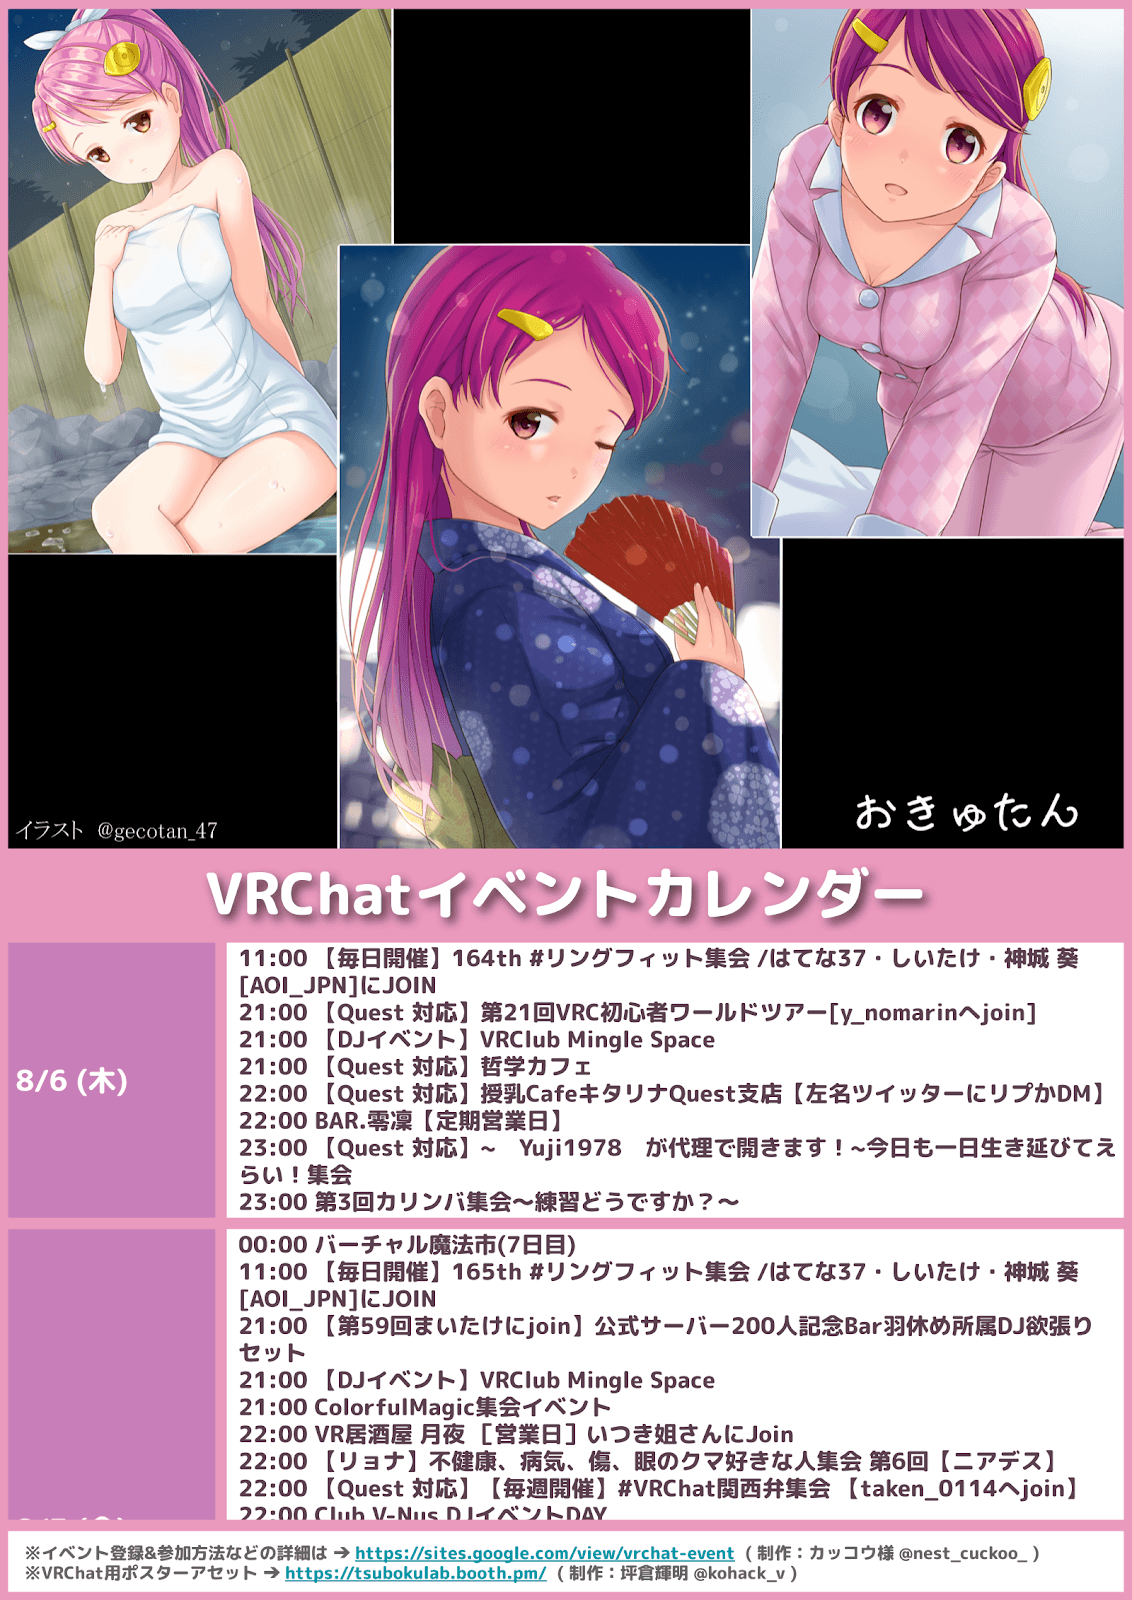 イラスト @gecotan_47
おきゅたん
VRChatイベントカレンダー
8/6 (木)
11:00 【毎日開催】164th #リングフィット集会 /はてな37・しいたけ・神城 葵
[AOI_JPN]にJOIN
21:00 【Quest 対応】第21回VRC初心者ワールドツアー[y_nomarinへjoin]
21:00 【DJイベント】VRClub Mingle Space
21:00 【Quest 対応】哲学カフェ
22:00 【Quest 対応】授乳CafeキタリナQuest支店【左名ツイッターにリプかDM】
22:00 BAR.零凜【定期営業日】
23:00 【Quest 対応】~　Yuji1978　が代理で開きます！~今日も一日生き延びてえ
らい！集会
23:00 第3回カリンバ集会〜練習どうですか？〜
00:00 バーチャル魔法市(7日目)
11:00 【毎日開催】165th #リングフィット集会 /はてな37・しいたけ・神城 葵
[AOI_JPN]にJOIN
21:00 【第59回まいたけにjoin】公式サーバー200人記念Bar羽休め所属DJ欲張り
セット
21:00 【DJイベント】VRClub Mingle Space
21:00 ColorfulMagic集会イベント
22:00 VR居酒屋 月夜 ［営業日］いつき姐さんにJoin
22:00 【リョナ】不健康、病気、傷、眼のクマ好きな人集会 第6回【ニアデス】
22:00 【Quest 対応】【毎週開催】#VRChat関西弁集会 【taken_0114へjoin】
22:00 Club V-Nus DJイベントDAY
※イベント登録&参加方法などの詳細は ➔ https://sites.google.com/view/vrchat-event ( 制作：カッコウ様 @nest_cuckoo_ )
※VRChat用ポスターアセット ➔ https://tsubokulab.booth.pm/ ( 制作：坪倉輝明 @kohack_v )